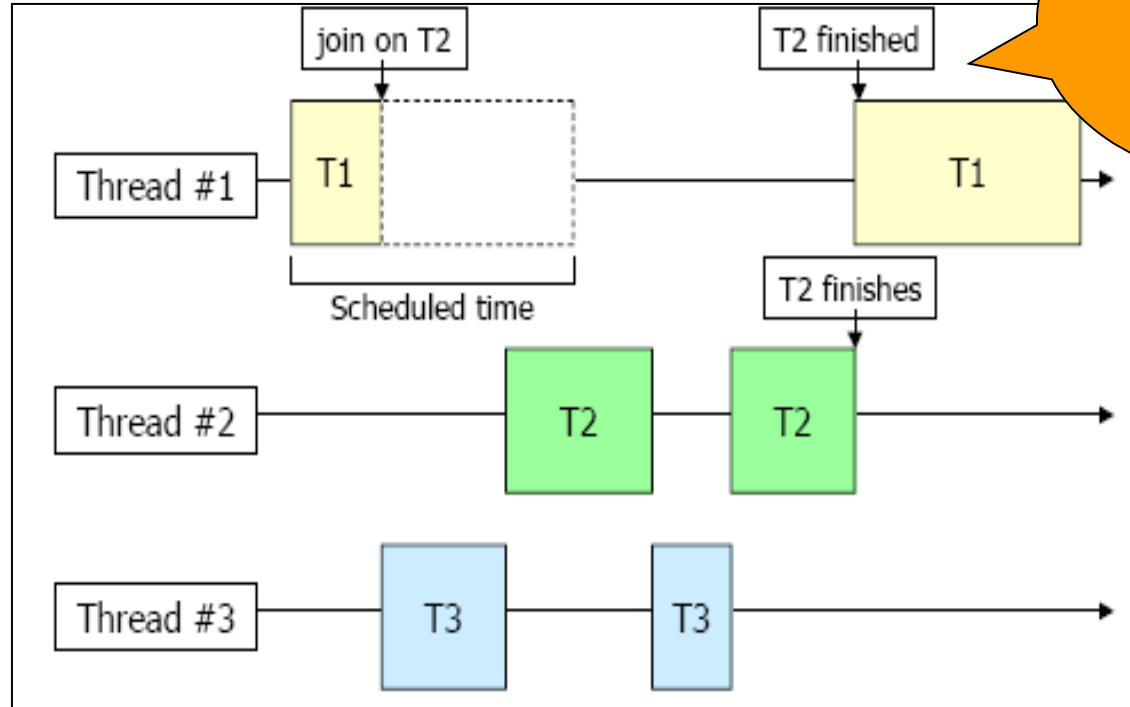 join on T2
T2 finished
Thread #1
T1
T1
Scheduled time
T2 finishes
Thread #2
T2
T2
Thread #3
T3
T3